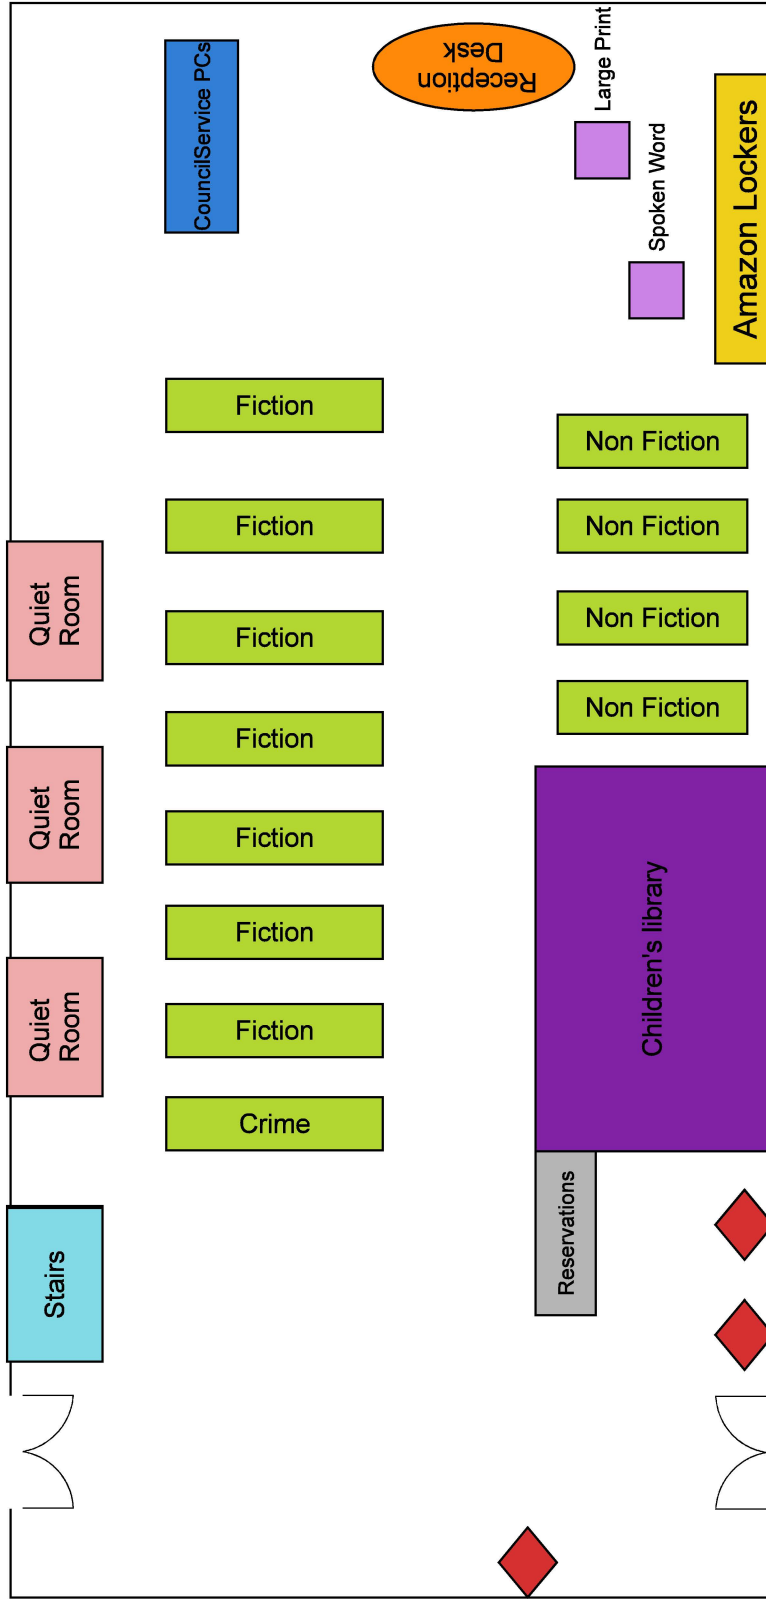 CouncilService PCs
Reception
Desk
Large Print
Spoken Word
Amazon Lockers
Fiction
Non Fiction
Fiction
Non Fiction
Quiet
Room
Fiction
Non Fiction
Fiction
Non Fiction
Quiet
Room
Fiction
Fiction
Children's library
Quiet
Room
Fiction
Crime
Reservations
Stairs